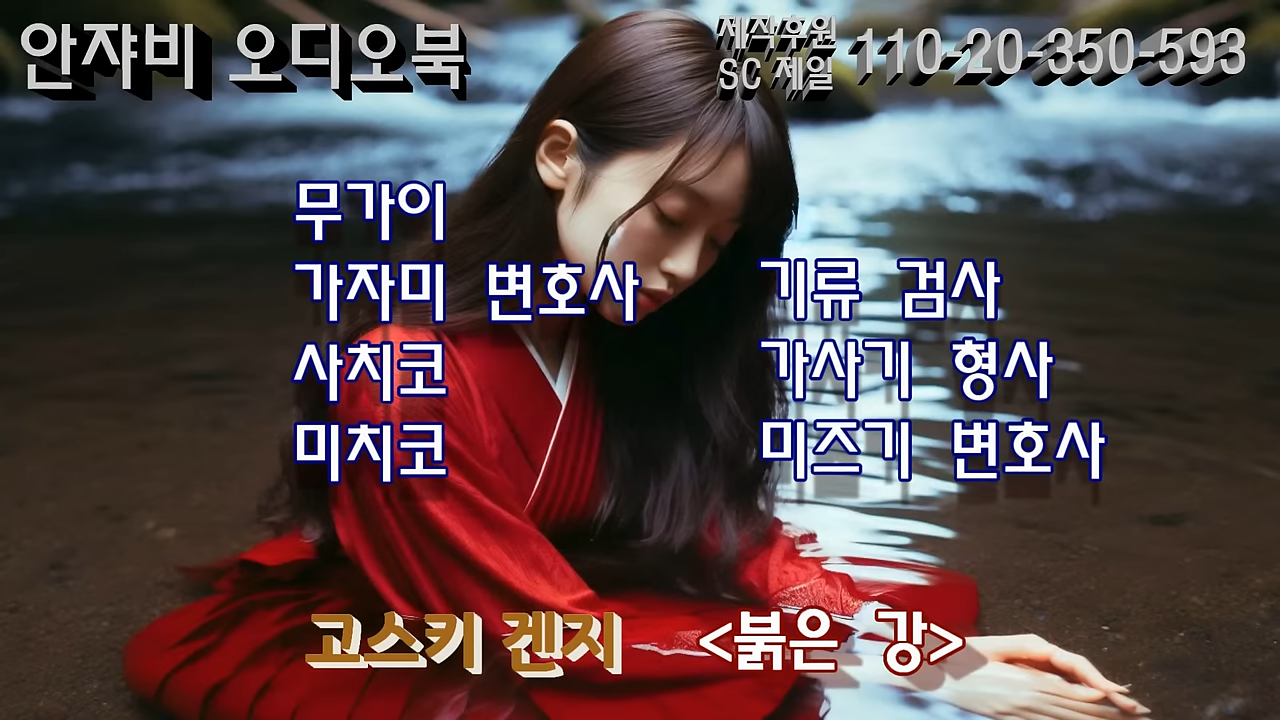 안쟈비 오디오북
제작후원
SC 제일
110-20-350-593
무가이
가자미 변호사
사치코
미치코
기류 검사
가사기 형사
미즈기 변호사
고스키 겐지 <붉은 강>